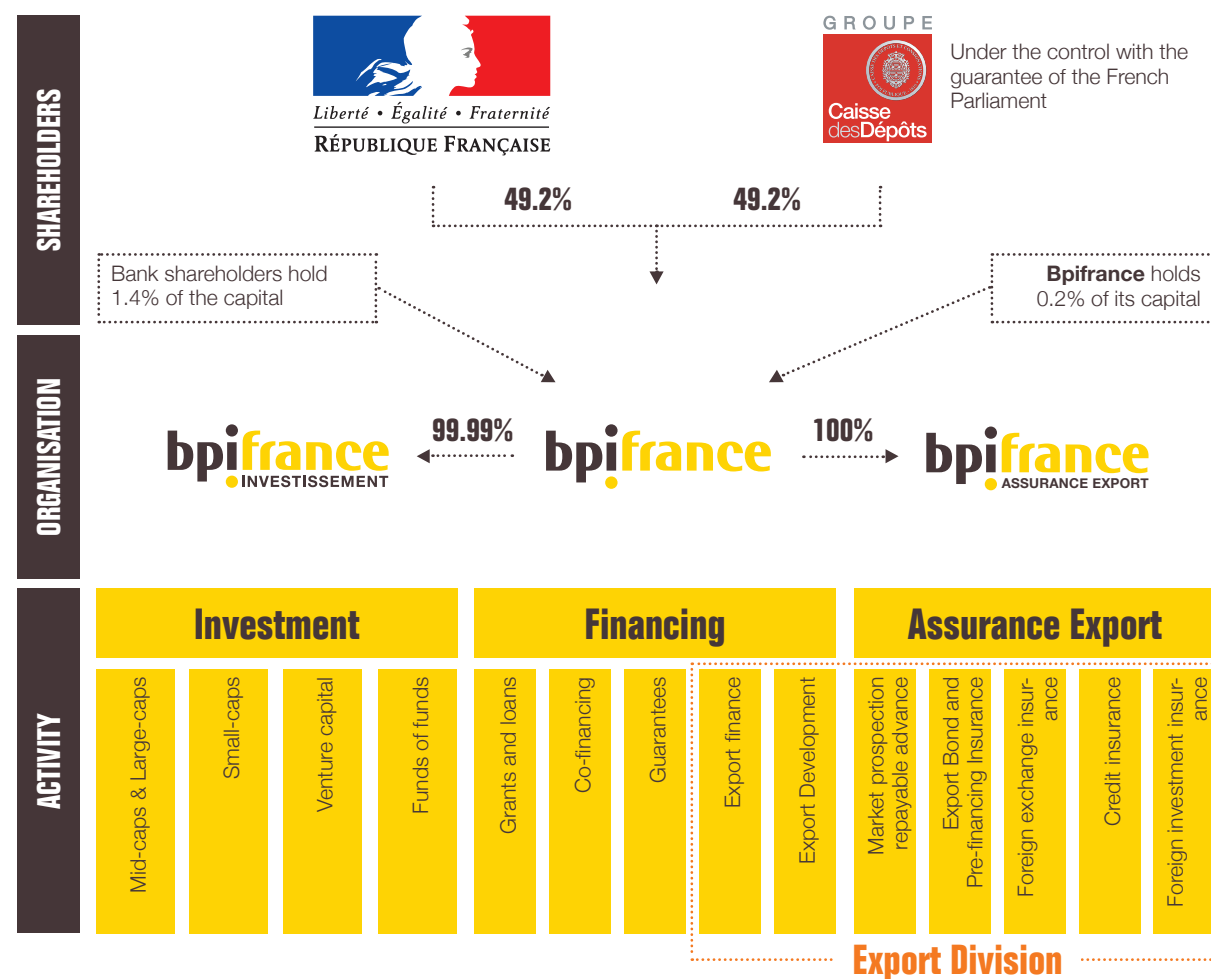 SHAREHOLDERS
Liberté • Égalité • Fraternité
RÉPUBLIQUE FRANÇAISE
GROUPE
Caisse
desDépôts
Under the control with the
guarantee of the French
Parliament
49.2%
49.2%
Bank shareholders hold
1.4% of the capital
Bpifrance holds
0.2% of its capital
ORGANISATION
bpifrance
INVESTISSEMENT
99.99%
bpifrance
100%
bpifrance
ASSURANCE EXPORT
ACTIVITY
Investment
Financing
Assurance Export
Mid-caps & Large-caps
Small-caps
Venture capital
Funds of funds
Grants and loans
Co-financing
Guarantees
Export finance
Export Development
Market prospection
repayable advance
Export Bond and
Pre-financing Insurance
Foreign exchange insur-
ance
Credit insurance
Foreign investment insur-
ance
Export Division